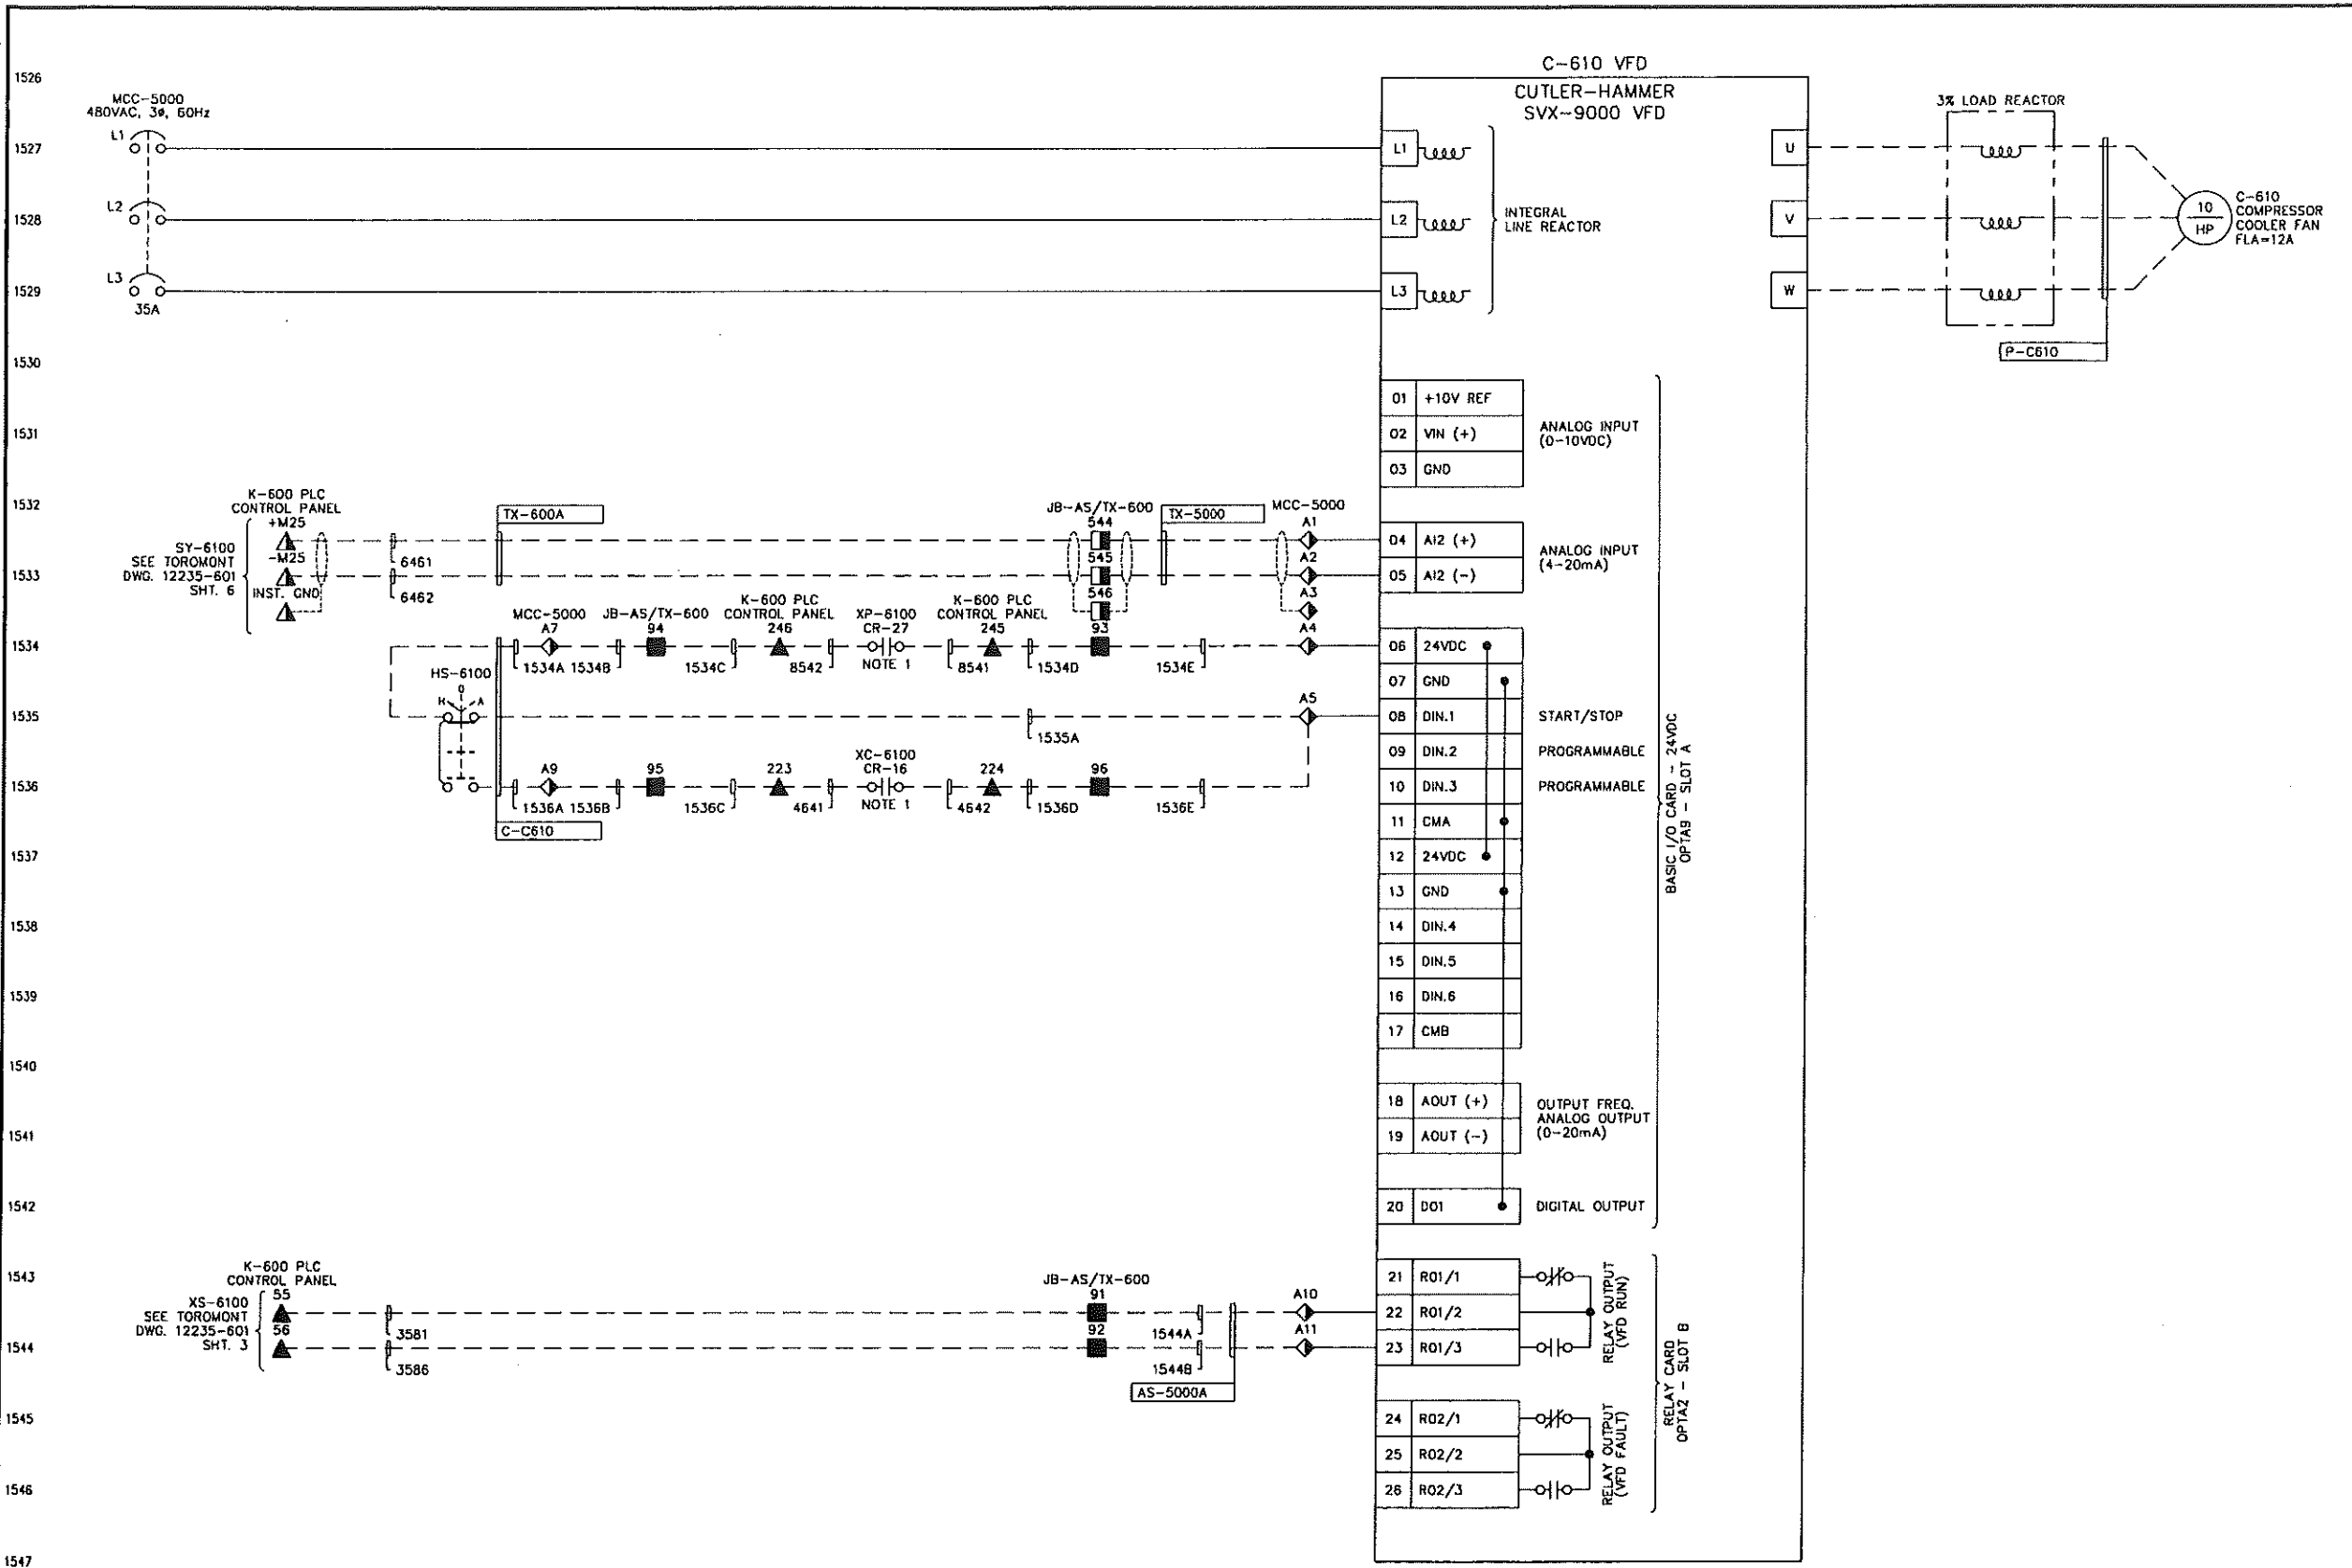 1526
1527
1528
1529
1530
1531
1532
1533
1534
1535
1536
1537
1538
1539
1540
1541
1542
1543
1544
1545
1546
1547
MCC-5000
480VAC, 3ø, 60Hz
L1
L2
L3
35A
C-610 VFD
CUTLER-HAMMER
SVX-9000 VFD
L1
L2
L3
INTEGRAL
LINE REACTOR
U
V
W
3% LOAD REACTOR
10
HP
C-610
COMPRESSOR
COOLER FAN
FLA=12A
P-C610
01 +10V REF
02 VIN (+)
03 GND
ANALOG INPUT
(0-10VDC)
04 AI2 (+)
05 AI2 (-)
ANALOG INPUT
(4-20mA)
06 24VDC
07 GND
08 DIN.1 START/STOP
09 DIN.2 PROGRAMMABLE
10 DIN.3 PROGRAMMABLE
11 CMA
12 24VDC
13 GND
14 DIN.4
15 DIN.5
16 DIN.6
17 CMB
18 AOUT (+)
19 AOUT (-)
OUTPUT FREQ.
ANALOG OUTPUT
(0-20mA)
20 DO1 DIGITAL OUTPUT
BASIC I/O CARD - 24VDC
OPTA9 - SLOT A
21 RO1/1
22 RO1/2
23 RO1/3
RELAY OUTPUT
(VFD RUN)
24 RO2/1
25 RO2/2
26 RO2/3
RELAY OUTPUT
(VFD FAULT)
RELAY CARD
OPTA2 - SLOT B
K-600 PLC
CONTROL PANEL
+M25
-M25
INST. GND
SY-6100
SEE TOROMONT
DWG. 12235-601
SHT. 6
6461
6462
TX-600A
JB-AS/TX-600
544
545
546
TX-5000
MCC-5000
A1
A2
A3
A4
MCC-5000
A7
JB-AS/TX-600
94
K-600 PLC
CONTROL PANEL
246
XP-6100
CR-27
NOTE 1
K-600 PLC
CONTROL PANEL
245
93
1534A 1534B
1534C
8542
8541
1534D
1534E
HS-6100
H O A
1535A
A5
A9
95
223
XC-6100
CR-16
NOTE 1
224
96
1536A 1536B
1536C
4641
4642
1536D
1536E
C-C610
K-600 PLC
CONTROL PANEL
55
56
XS-6100
SEE TOROMONT
DWG. 12235-601
SHT. 3
3581
3586
JB-AS/TX-600
91
92
1544A
1544B
AS-5000A
A10
A11